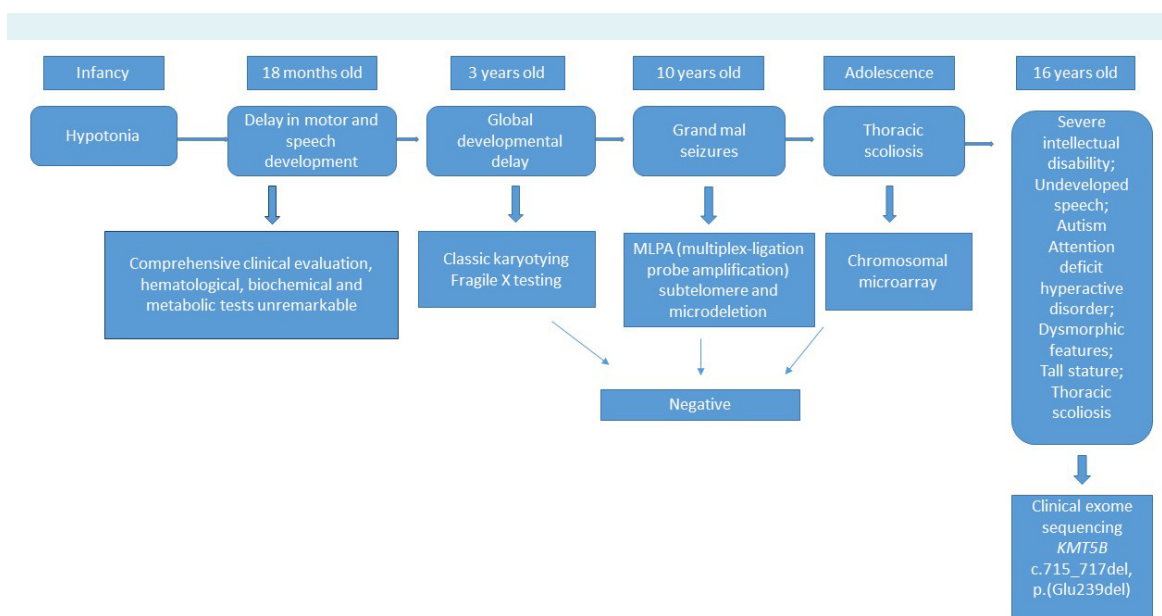 Infancy
18 months old
3 years old
10 years old
Adolescence
16 years old
Hypotonia
Delay in motor and
speech development
Global
developmental
delay
Grand mal
seizures
Thoracic
scoliosis
Severe
intellectual
disability;
Undeveloped
speech;
Autism
Attention
deficit
hyperactive
disorder;
Dysmorphic
features;
Tall stature;
Thoracic
scoliosis
Comprehensive clinical evaluation,
hematological, biochemical and
metabolic tests unremarkable
Classic karyotying
Fragile X testing
MLPA (multiplex-ligation
probe amplification)
subtelomere and
microdeletion
Chromosomal
microarray
Negative
Clinical exome
sequencing
KMT5B
c.715_717del,
p.(Glu239del)